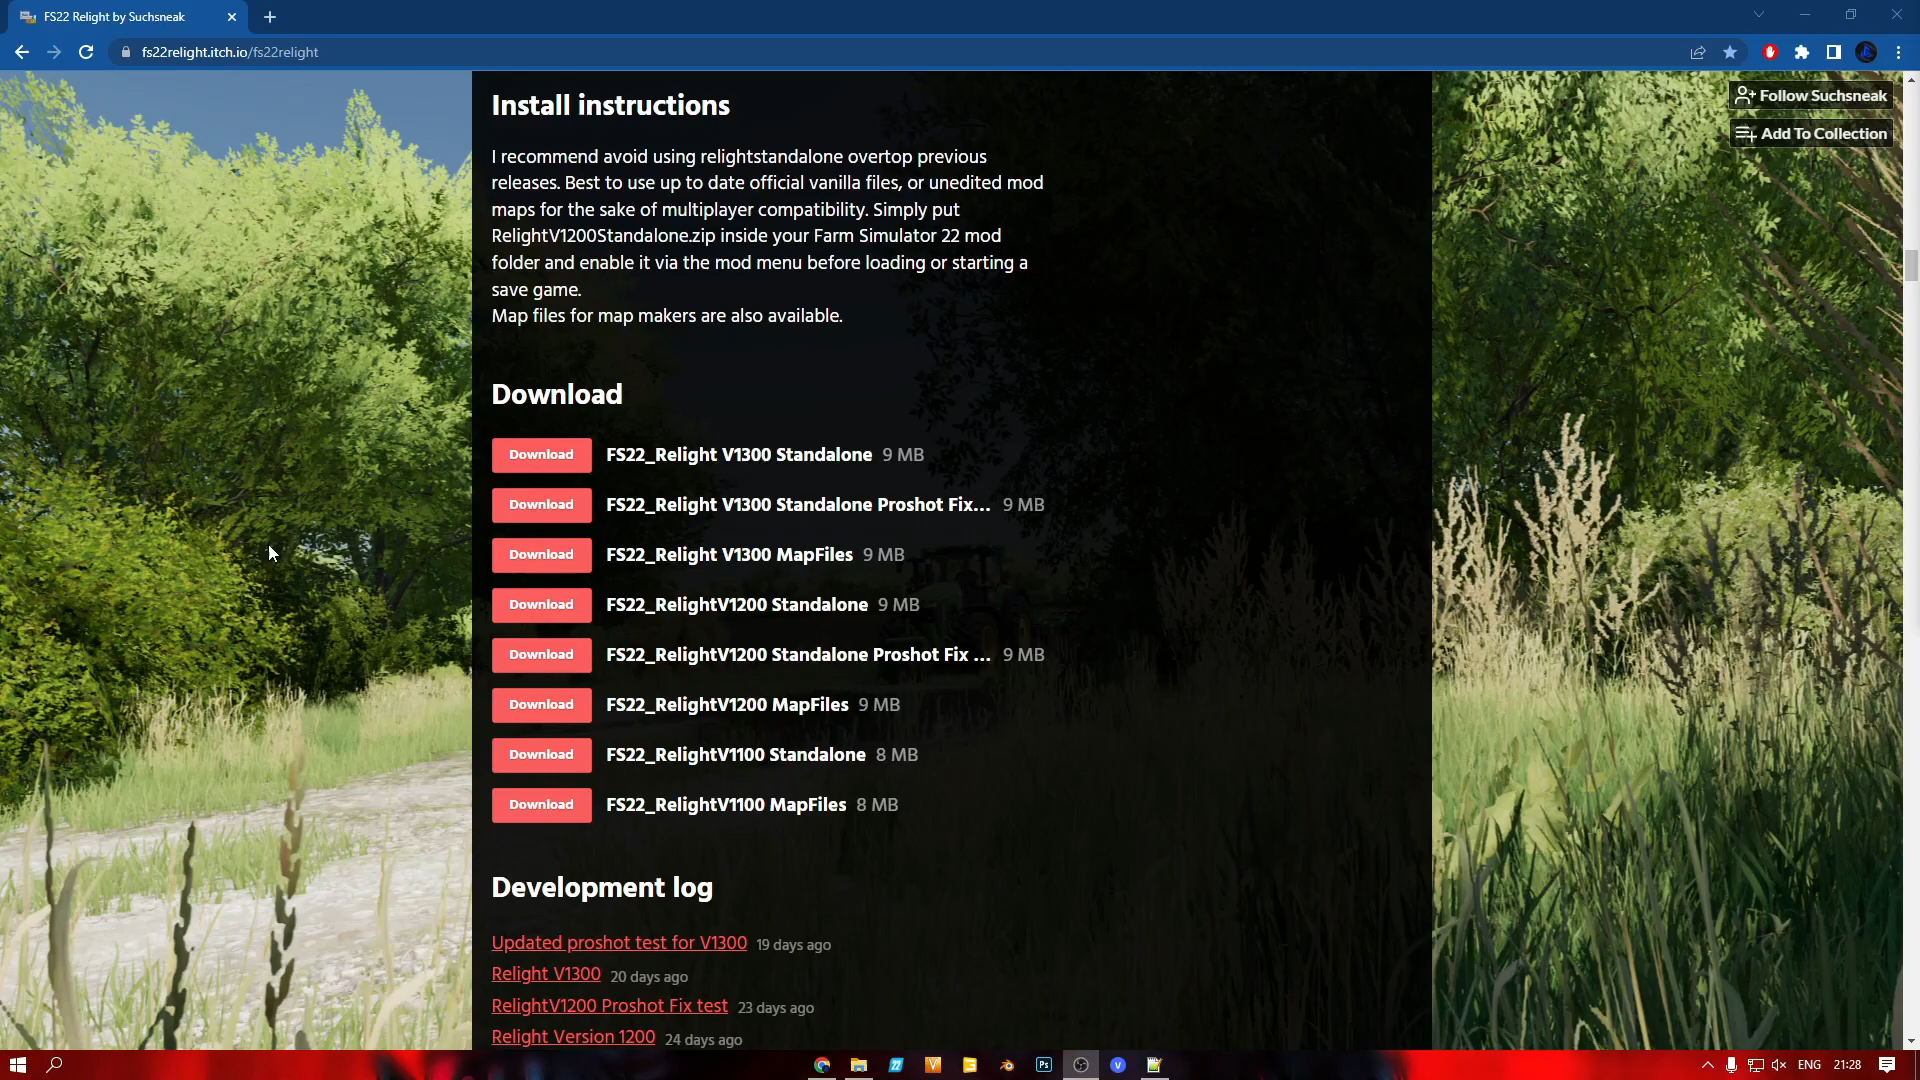 FS22 Relight by Suchsneak
fs22relight.itch.io/fs22relight
Follow Suchsneak
Add To Collection
Install instructions
I recommend avoid using relightstandalone overtop previous
releases. Best to use up to date official vanilla files, or unedited mod
maps for the sake of multiplayer compatibility. Simply put
RelightV1200Standalone.zip inside your Farm Simulator 22 mod
folder and enable it via the mod menu before loading or starting a
save game.
Map files for map makers are also available.
Download
Download FS22_Relight V1300 Standalone 9 MB
Download FS22_Relight V1300 Standalone Proshot Fix... 9 MB
Download FS22_Relight V1300 MapFiles 9 MB
Download FS22_RelightV1200 Standalone 9 MB
Download FS22_RelightV1200 Standalone Proshot Fix ... 9 MB
Download FS22_RelightV1200 MapFiles 9 MB
Download FS22_RelightV1100 Standalone 8 MB
Download FS22_RelightV1100 MapFiles 8 MB
Development log
Updated proshot test for V1300 19 days ago
Relight V1300 20 days ago
RelightV1200 Proshot Fix test 23 days ago
Relight Version 1200 24 days ago
22 V Ps V ENG 21:28